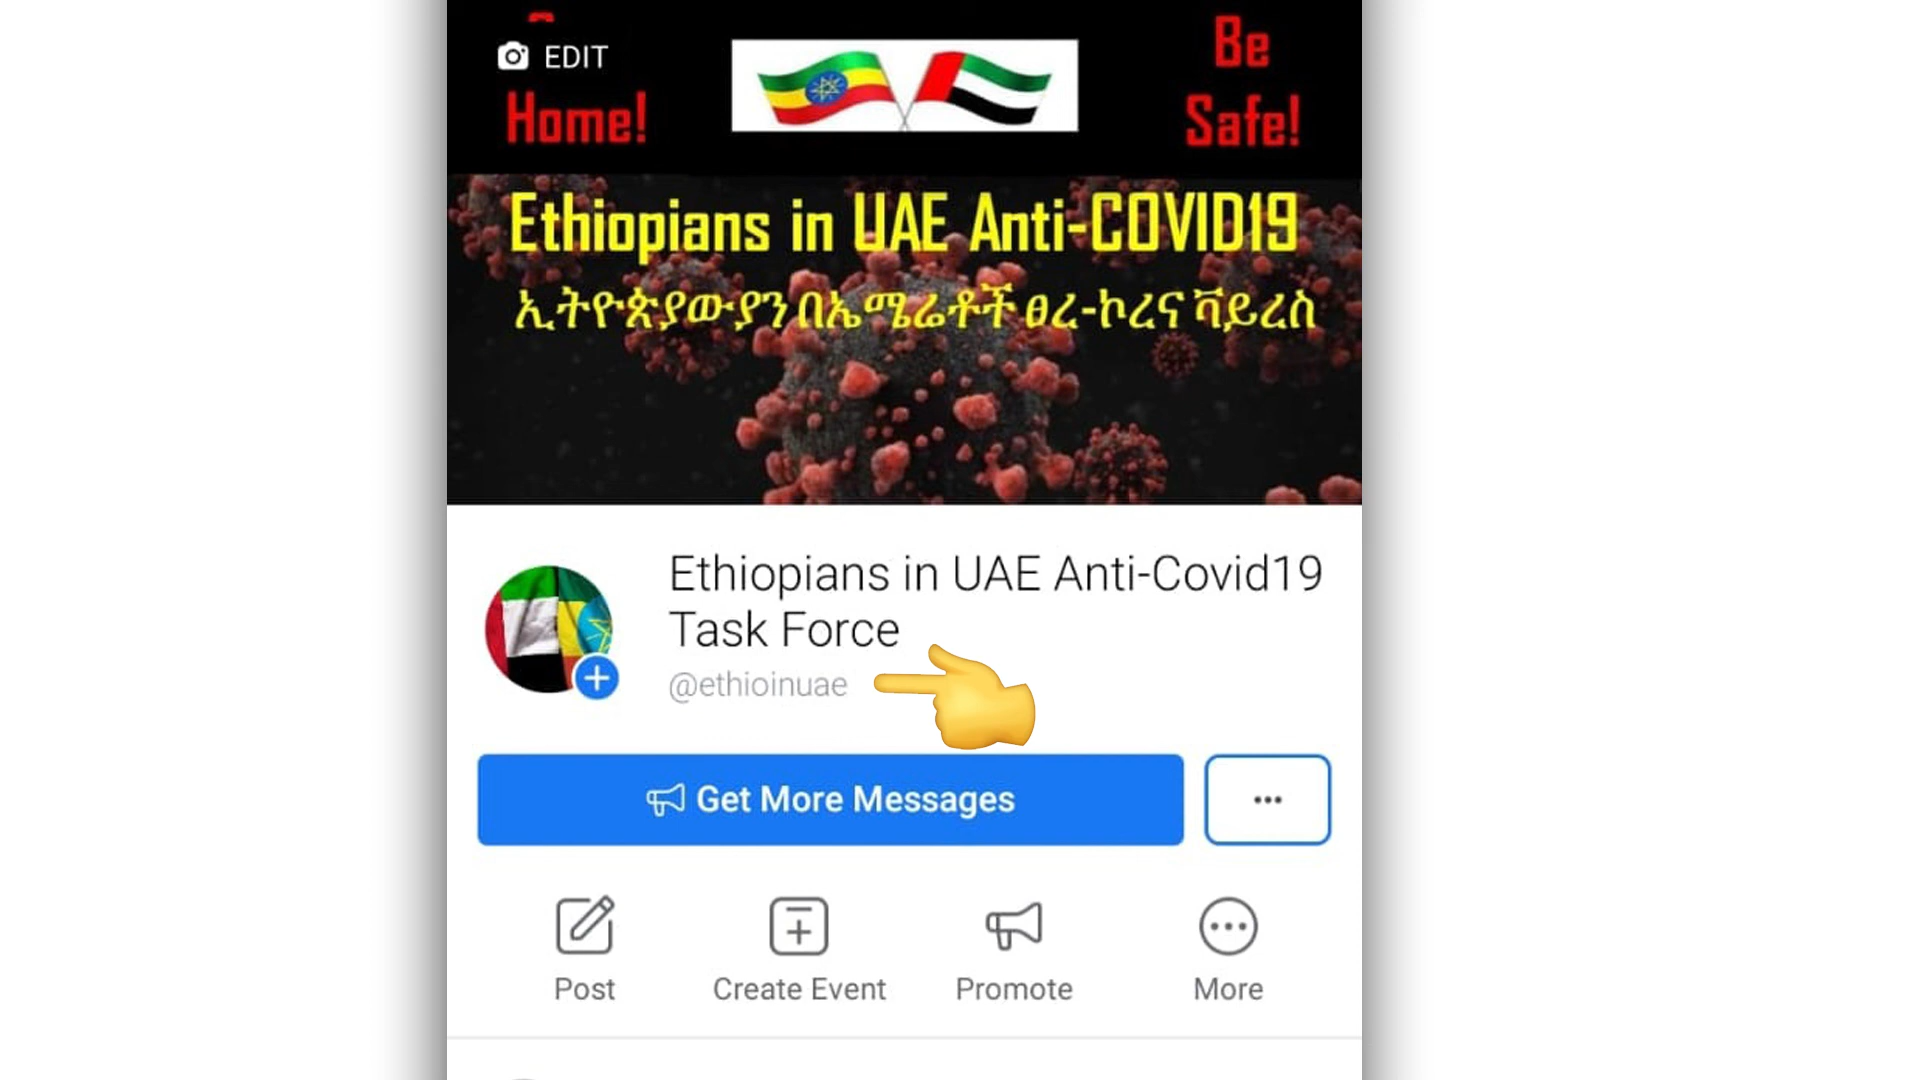 EDIT
Home!
Be
Safe!
Ethiopians in UAE Anti-COVID19
ኢትዮጵያውያን በኤሜሬቶች ፀረ-ኮረና ቫይረስ
Ethiopians in UAE Anti-Covid19
Task Force
@ethioinuae
Get More Messages
Post
Create Event
Promote
More